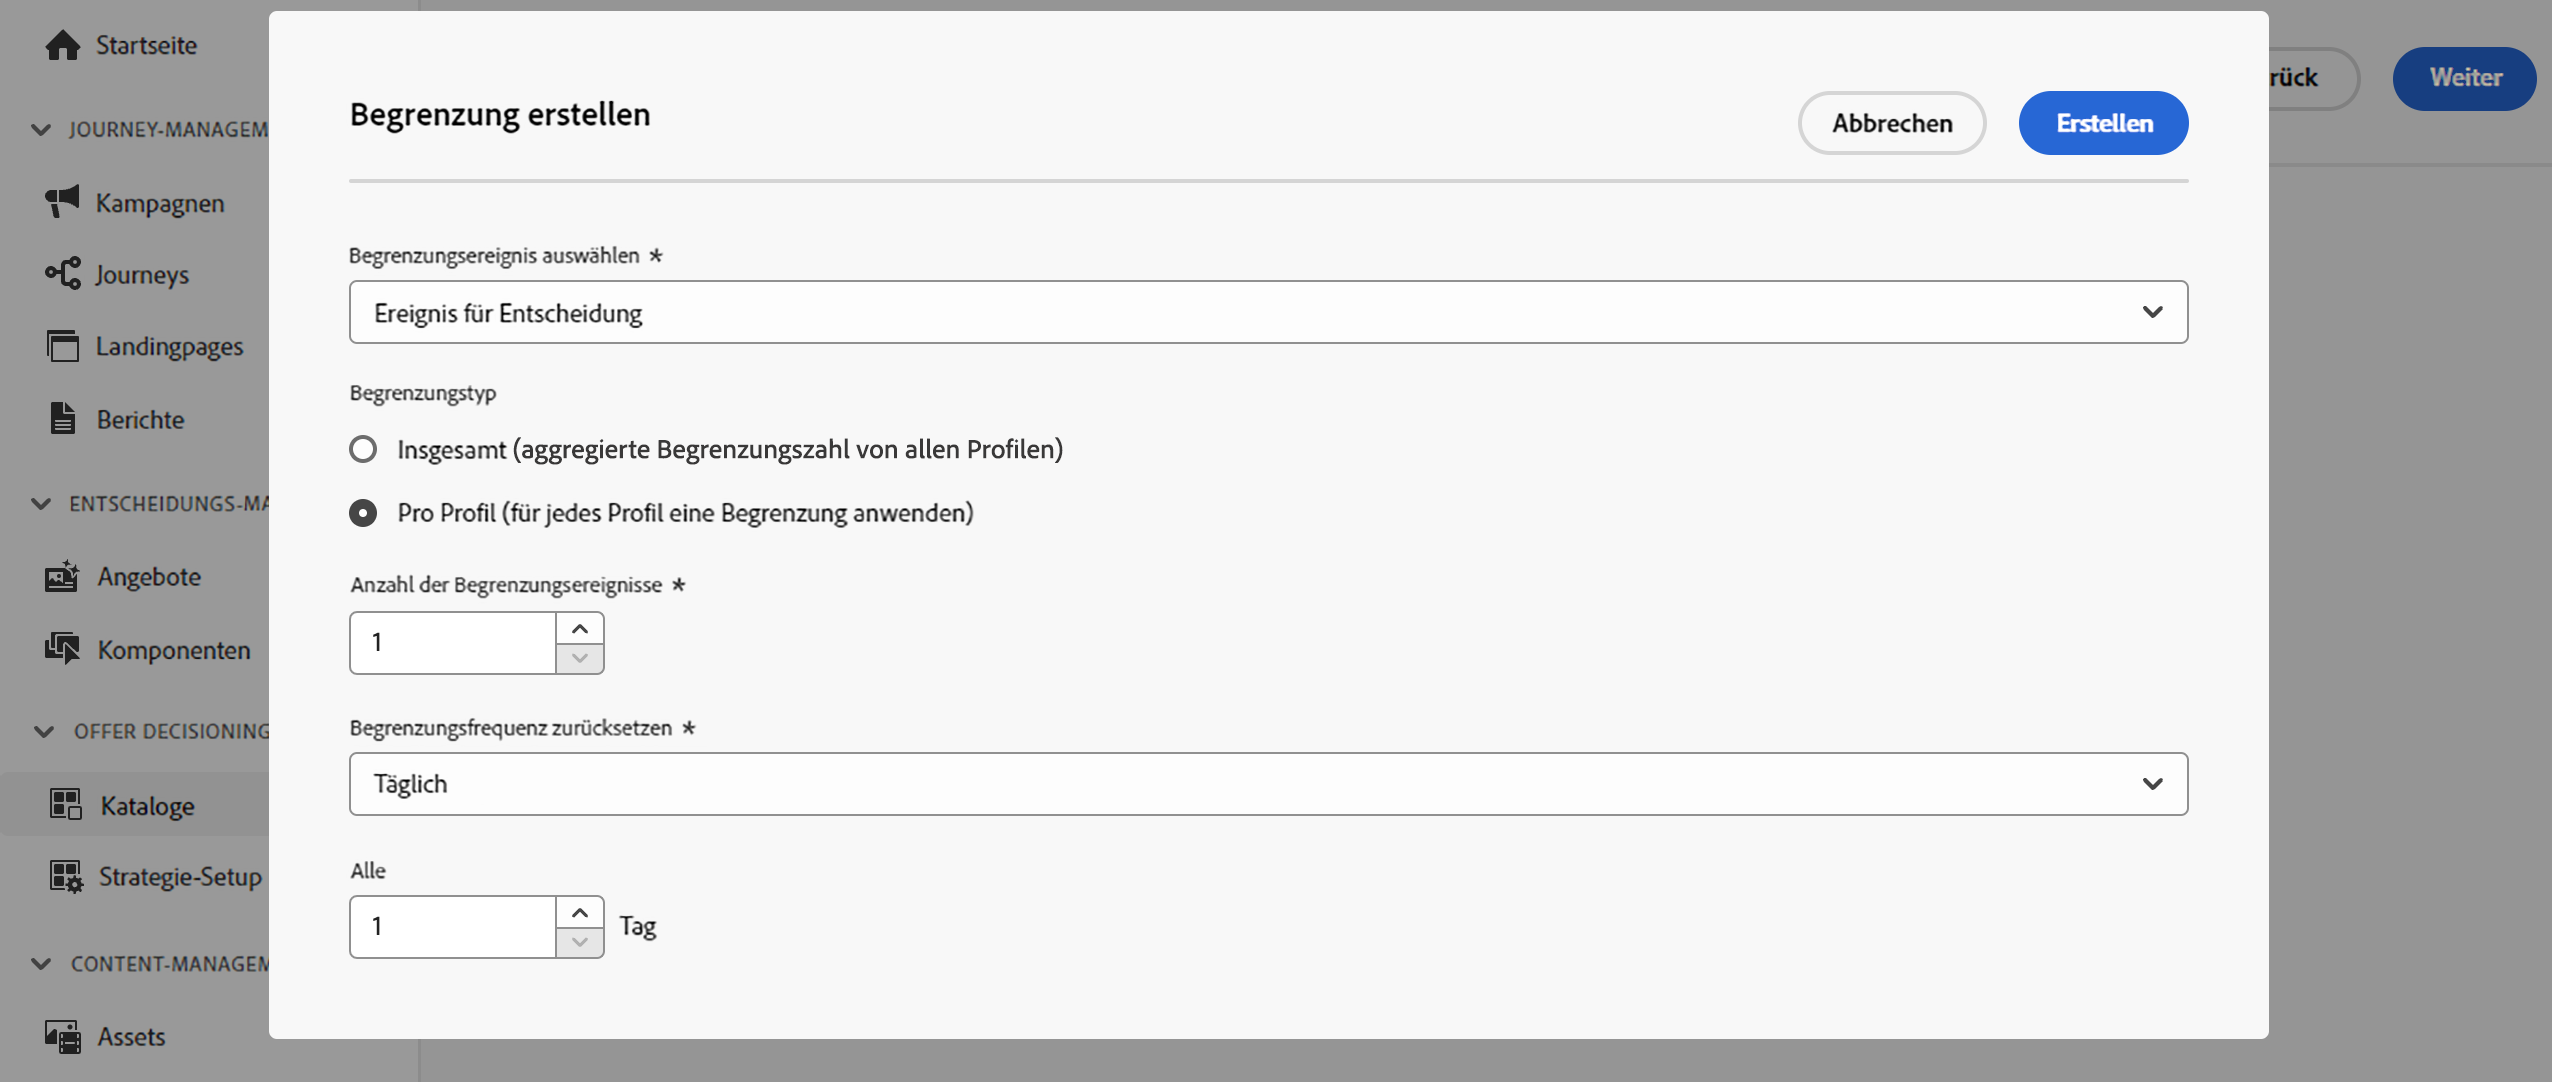 Startseite
JOURNEY-MANAGEM
Kampagnen
Journeys
Landingpages
Berichte
ENTSCHEIDUNGS-MA
Angebote
Komponenten
OFFER DECISIONING
Kataloge
Strategie-Setup
CONTENT-MANAGEM
Assets
rück
Weiter
Begrenzung erstellen
Abbrechen
Erstellen
Begrenzungsereignis auswählen *
Ereignis für Entscheidung
Begrenzungstyp
Insgesamt (aggregierte Begrenzungszahl von allen Profilen)
Pro Profil (für jedes Profil eine Begrenzung anwenden)
Anzahl der Begrenzungsereignisse *
1
Begrenzungsfrequenz zurücksetzen *
Täglich
Alle
1 Tag